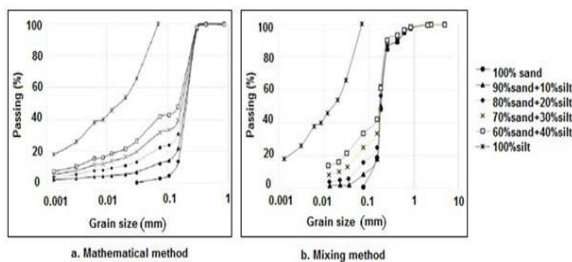 100
80
60
40
20
0
Passing (%)
0.001 0.01 0.1 1
Grain size (mm)
a. Mathematical method
100
80
60
40
20
0
Passing (%)
0.001 0.01 0.1 1 10
Grain size (mm)
b. Mixing method
100% sand
90%sand+10%silt
80%sand+20%silt
70%sand+30%silt
60%sand+40%silt
100%silt